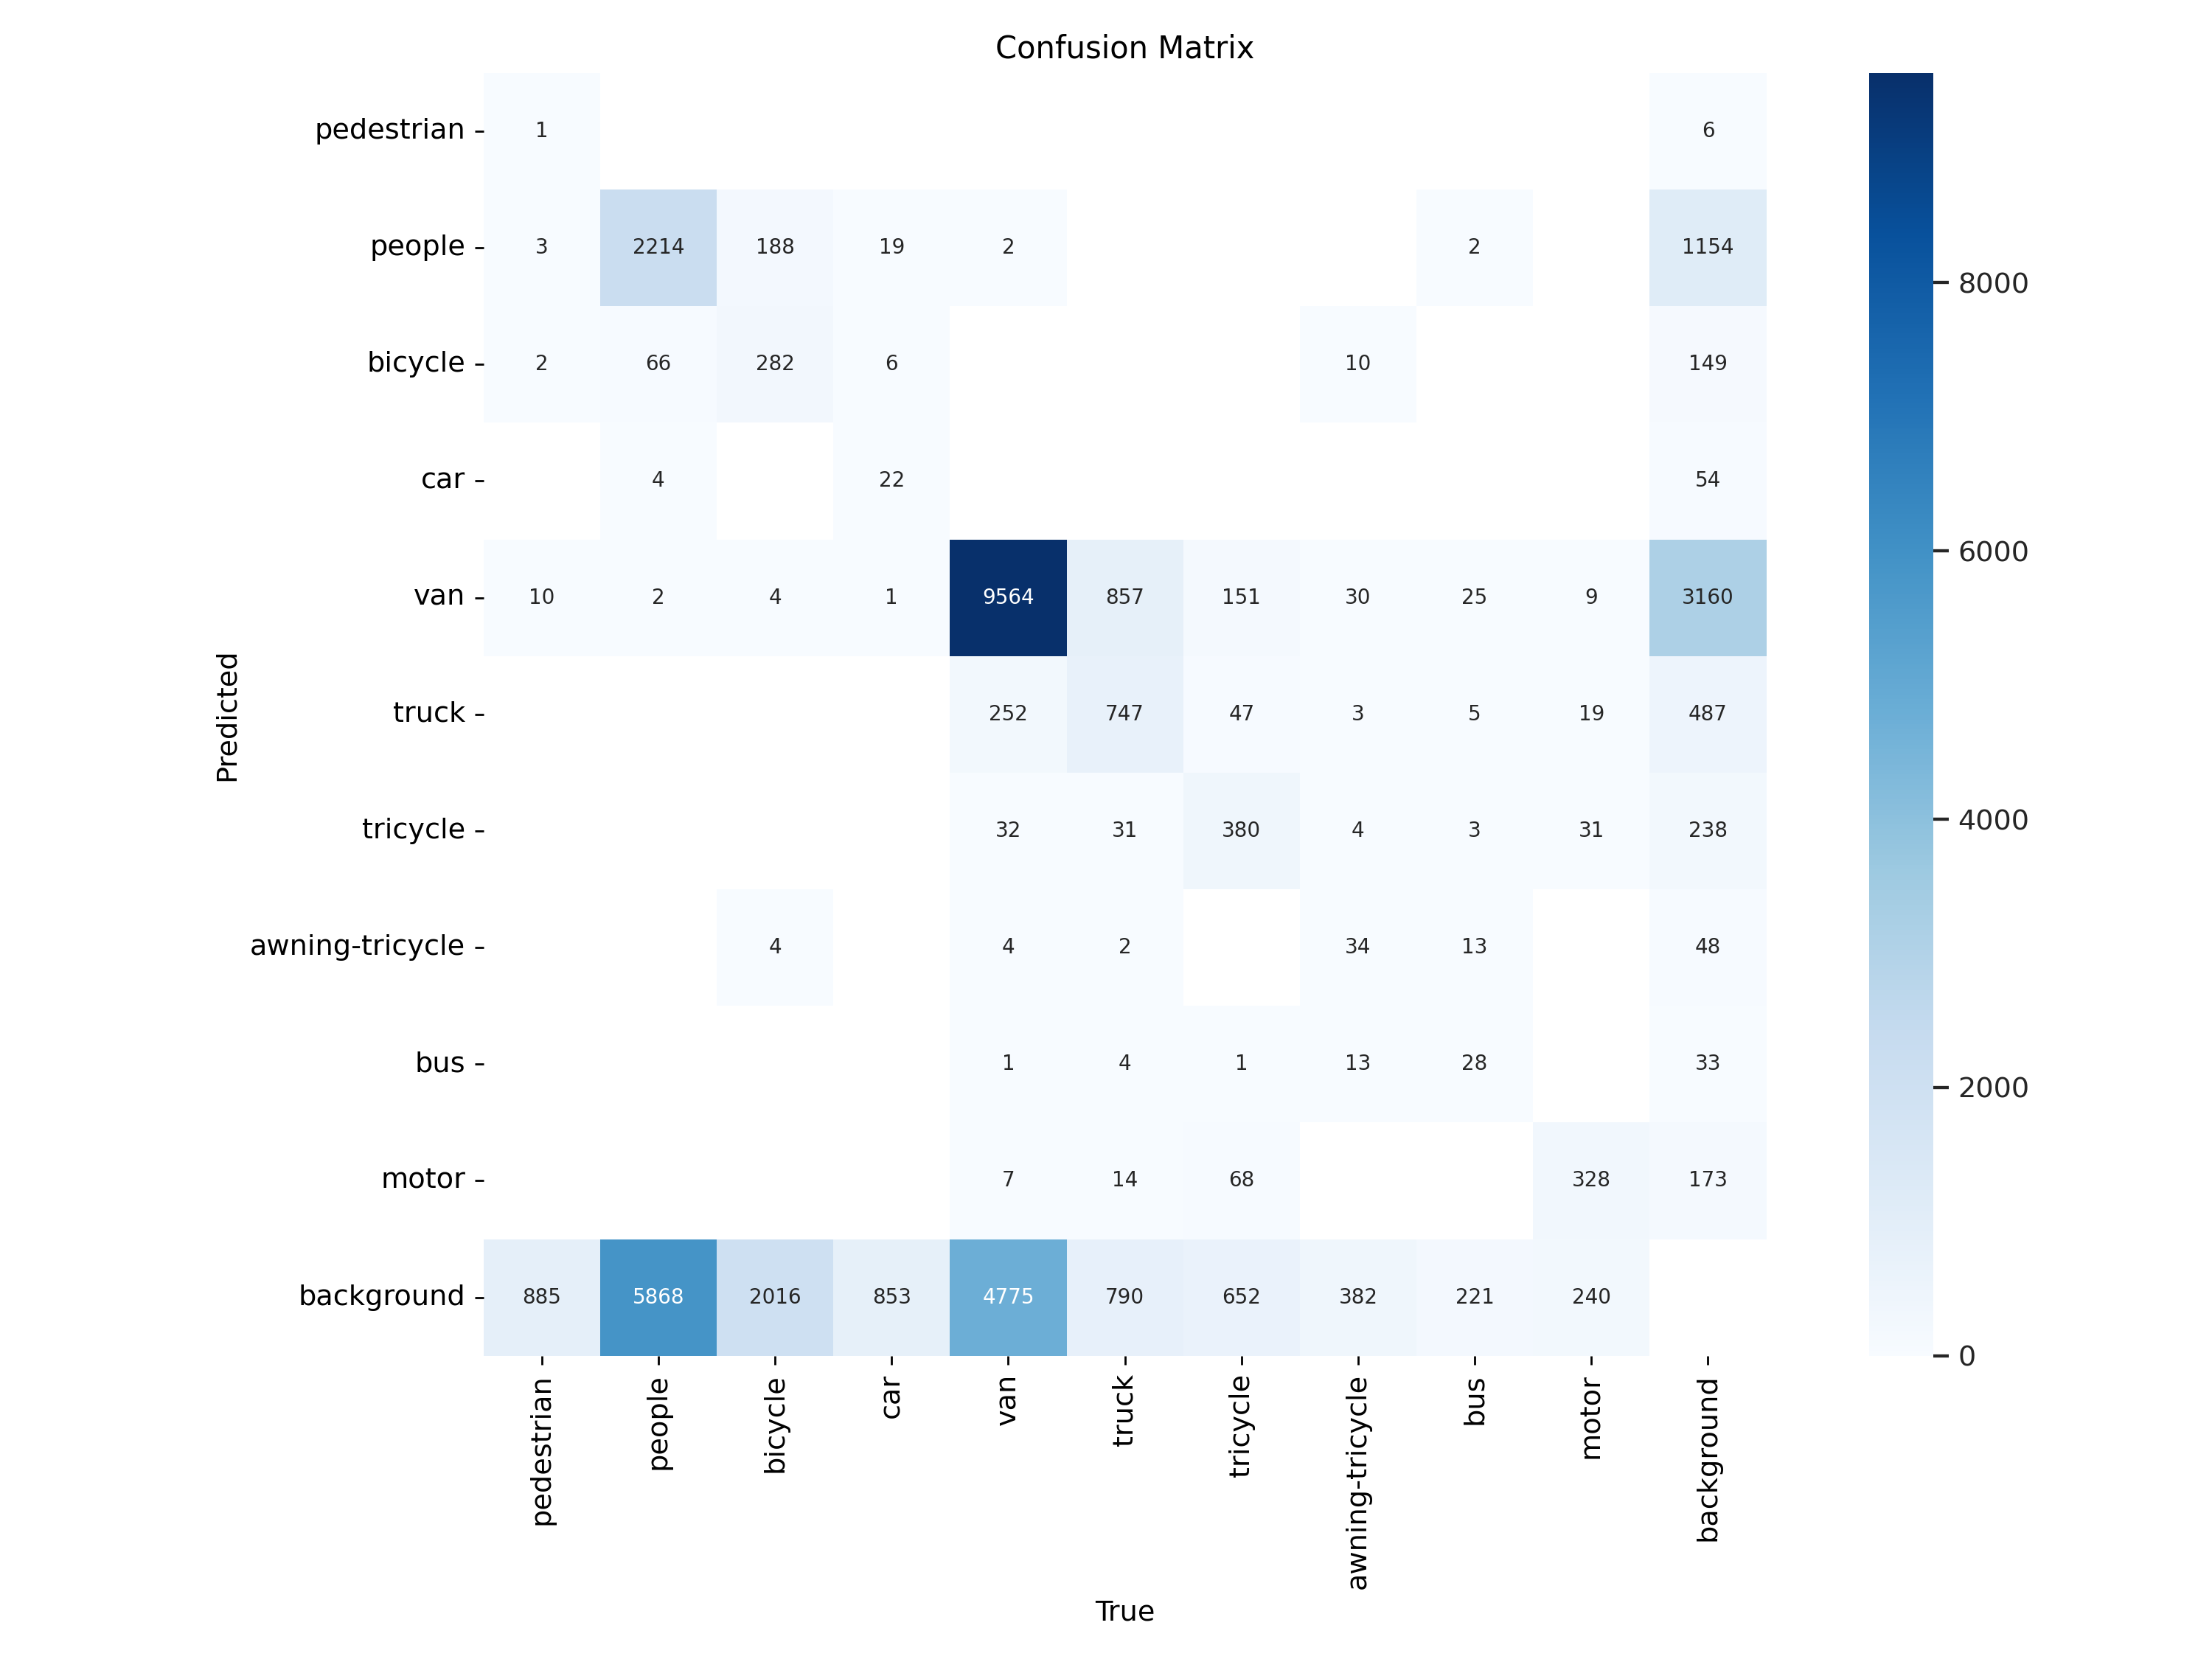 Confusion Matrix
pedestrian 1 6
people 3 2214 188 19 2 2 1154
bicycle 2 66 282 6 10 149
car 4 22 54
van 10 2 4 1 9564 857 151 30 25 9 3160
truck 252 747 47 3 5 19 487
tricycle 32 31 380 4 3 31 238
awning-tricycle 4 4 2 34 13 48
bus 1 4 1 13 28 33
motor 7 14 68 328 173
background 885 5868 2016 853 4775 790 652 382 221 240
Predicted
pedestrian people bicycle car van truck tricycle awning-tricycle bus motor background
True
8000
6000
4000
2000
0